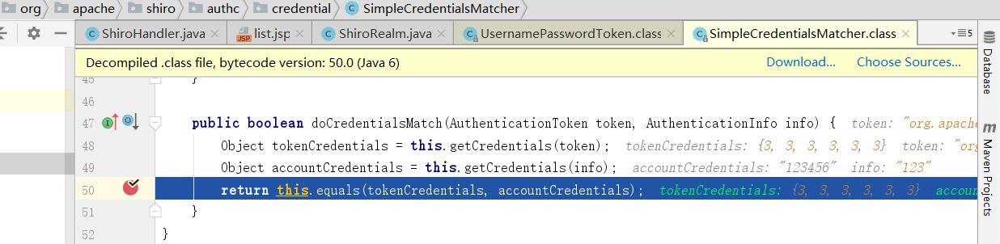 org apache shiro authc credential SimpleCredentialsMatcher
ShiroHandler.java × list.jsp × ShiroRealm.java × UsernamePasswordToken.class × SimpleCredentialsMatcher.class × 5
Decompiled .class file, bytecode version: 50.0 (Java 6) Download... Choose Sources...
45 }
46
47 public boolean doCredentialsMatch(AuthenticationToken token, AuthenticationInfo info) { token: "org.apache
48 Object tokenCredentials = this.getCredentials(token); tokenCredentials: {3, 3, 3, 3, 3, 3} token: "org
49 Object accountCredentials = this.getCredentials(info); accountCredentials: "123456" info: "123"
50 return this.equals(tokenCredentials, accountCredentials); tokenCredentials: {3, 3, 3, 3, 3, 3} accou
51 }
52 }
Database
Maven Projects